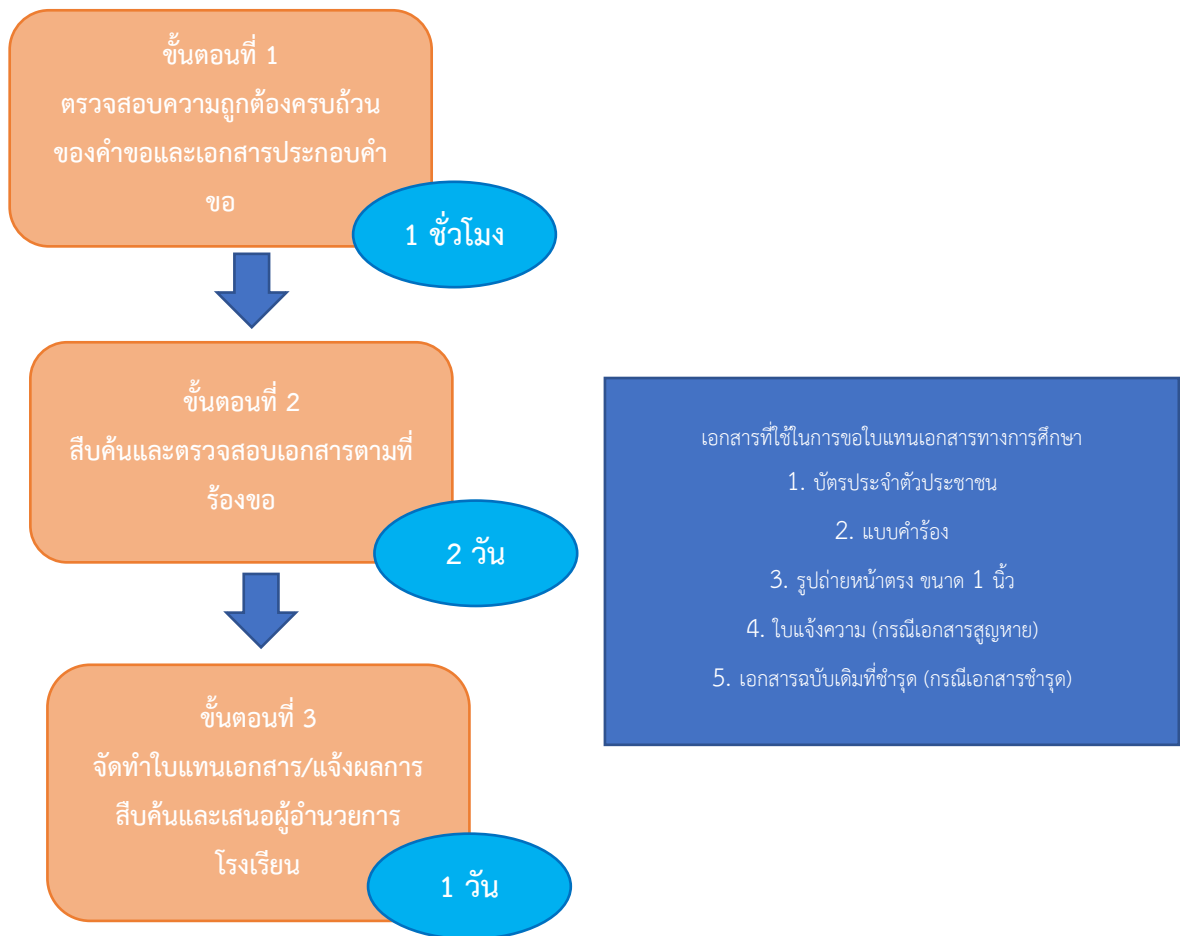 ขั้นตอนที่ 1
ตรวจสอบความถูกต้องครบถ้วน
ของคำขอและเอกสารประกอบคำ
ขอ
1 ชั่วโมง
ขั้นตอนที่ 2
สืบค้นและตรวจสอบเอกสารตามที่
ร้องขอ
2 วัน
ขั้นตอนที่ 3
จัดทำใบแทนเอกสาร/แจ้งผลการ
สืบค้นและเสนอผู้อำนวยการ
โรงเรียน
1 วัน
เอกสารที่ใช้ในการขอใบแทนเอกสารทางการศึกษา
1. บัตรประจำตัวประชาชน
2. แบบคำร้อง
3. รูปถ่ายหน้าตรง ขนาด 1 นิ้ว
4. ใบแจ้งความ (กรณีเอกสารสูญหาย)
5. เอกสารฉบับเดิมที่ชำรุด (กรณีเอกสารชำรุด)